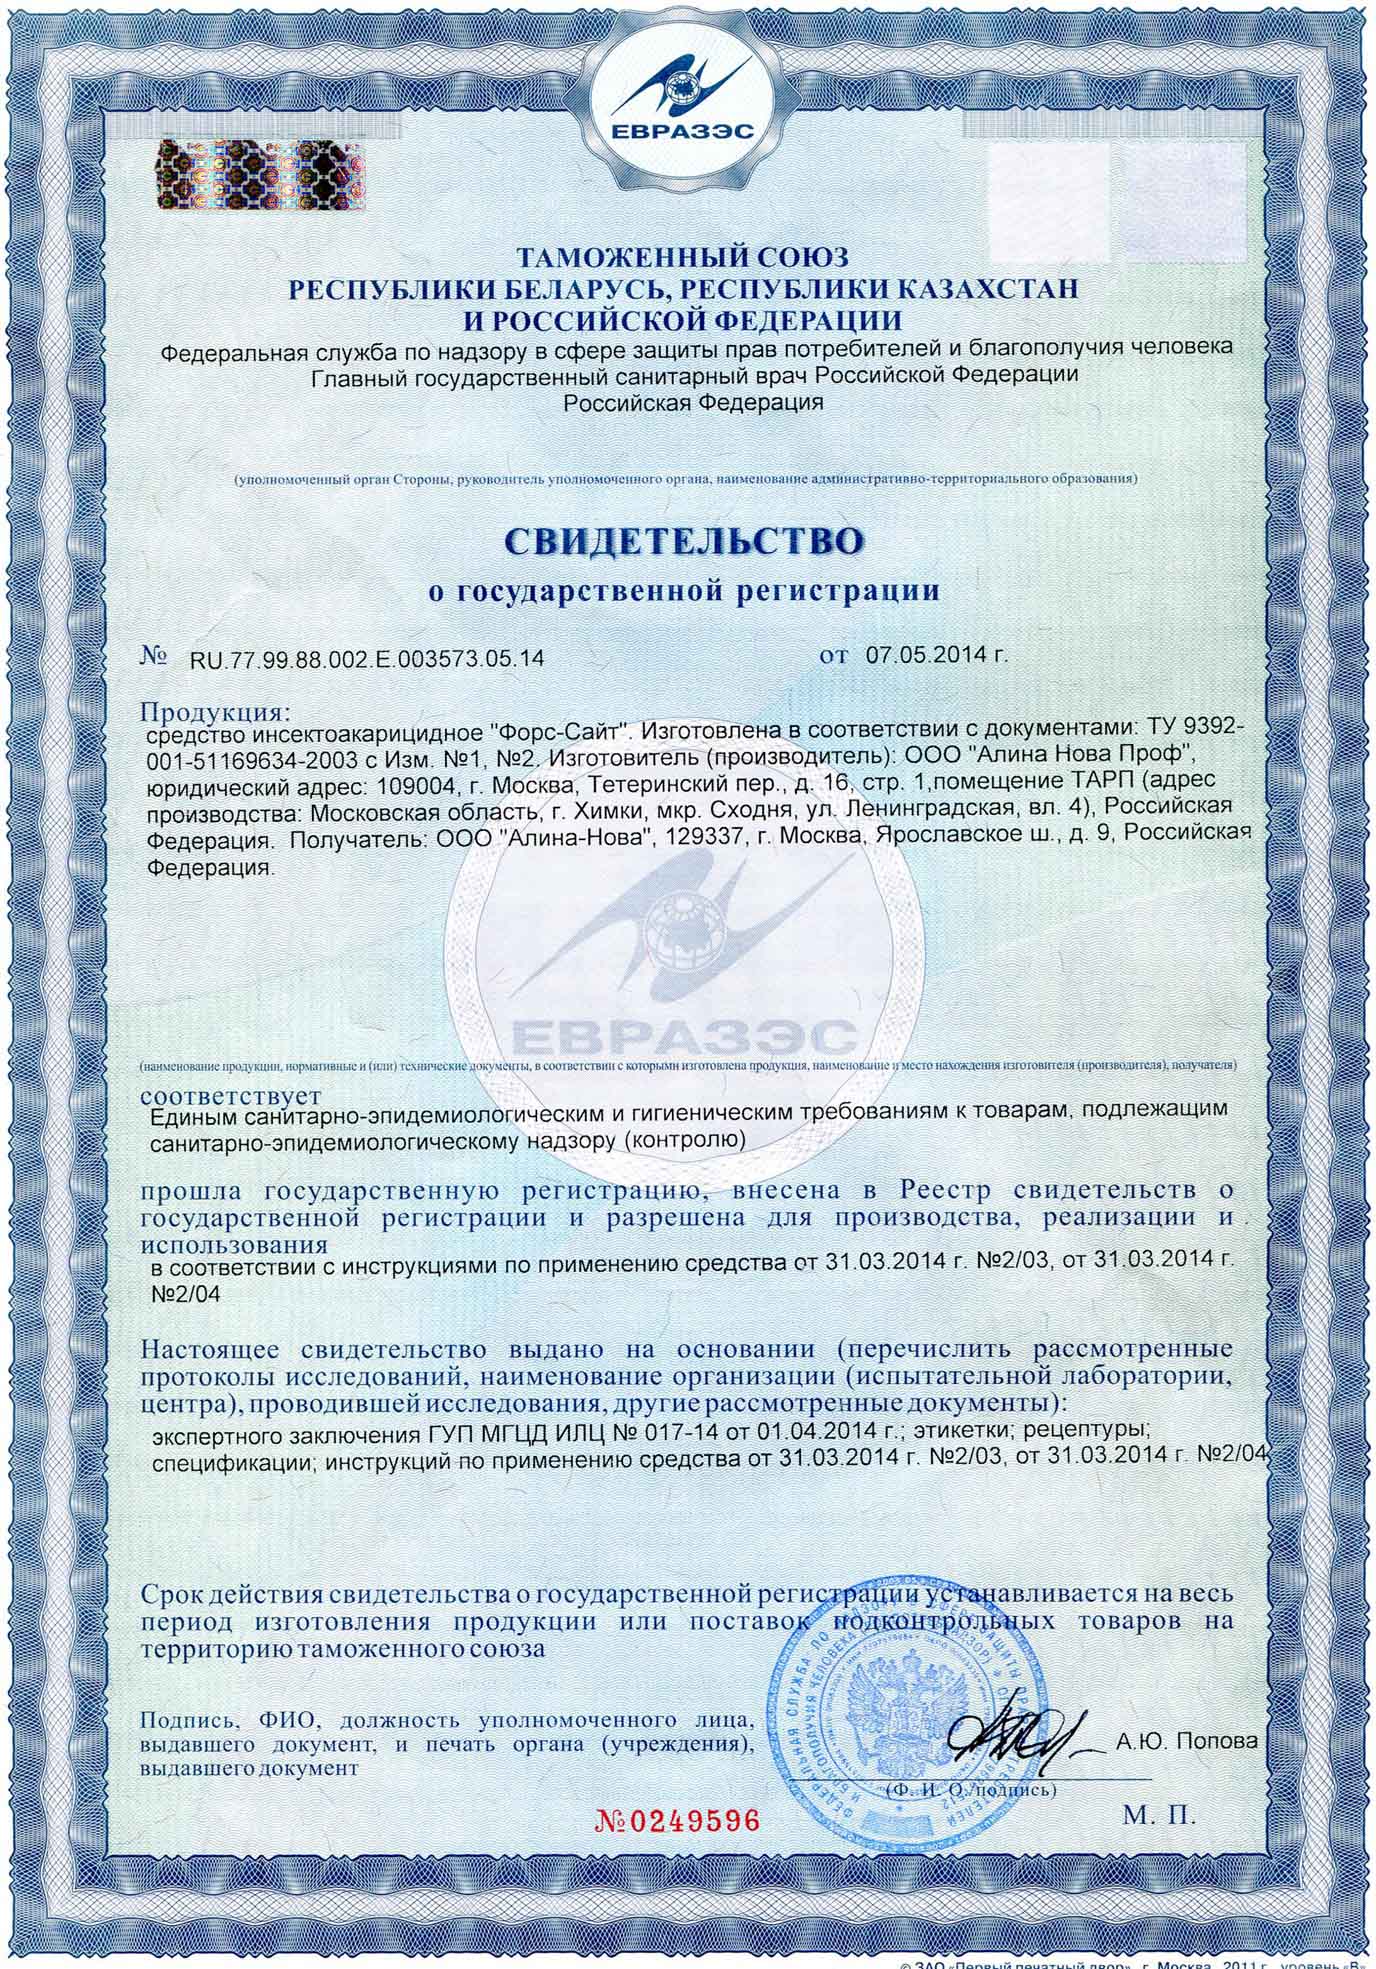 ЕВРАЗЭС
ТАМОЖЕННЫЙ СОЮЗ
РЕСПУБЛИКИ БЕЛАРУСЬ, РЕСПУБЛИКИ КАЗАХСТАН
И РОССИЙСКОЙ ФЕДЕРАЦИИ
Федеральная служба по надзору в сфере защиты прав потребителей и благополучия человека
Главный государственный санитарный врач Российской Федерации
Российская Федерация
(уполномоченный орган Стороны, руководитель уполномоченного органа, наименование административно-территориального образования)
СВИДЕТЕЛЬСТВО
о государственной регистрации
№ RU.77.99.88.002.Е.003573.05.14 от 07.05.2014 г.
Продукция:
средство инсектоакарицидное "Форс-Сайт". Изготовлена в соответствии с документами: ТУ 9392-
001-51169634-2003 с Изм. №1, №2. Изготовитель (производитель): ООО "Алина Нова Проф",
юридический адрес: 109004, г. Москва, Тетеринский пер., д. 16, стр. 1,помещение ТАРП (адрес
производства: Московская область, г. Химки, мкр. Сходня, ул. Ленинградская, вл. 4), Российская
Федерация. Получатель: ООО "Алина-Нова", 129337, г. Москва, Ярославское ш., д. 9, Российская
Федерация.
ЕВРАЗЭС
(наименование продукции, нормативные и (или) технические документы, в соответствии с которыми изготовлена продукция, наименование и место нахождения изготовителя (производителя), получателя)
соответствует
Единым санитарно-эпидемиологическим и гигиеническим требованиям к товарам, подлежащим
санитарно-эпидемиологическому надзору (контролю)
прошла государственную регистрацию, внесена в Реестр свидетельств о
государственной регистрации и разрешена для производства, реализации и
использования
в соответствии с инструкциями по применению средства от 31.03.2014 г. №2/03, от 31.03.2014 г.
№2/04
Настоящее свидетельство выдано на основании (перечислить рассмотренные
протоколы исследований, наименование организации (испытательной лаборатории,
центра), проводившей исследования, другие рассмотренные документы):
экспертного заключения ГУП МГЦД ИЛЦ № 017-14 от 01.04.2014 г.; этикетки; рецептуры;
спецификации; инструкций по применению средства от 31.03.2014 г. №2/03, от 31.03.2014 г. №2/04
Срок действия свидетельства о государственной регистрации устанавливается на весь
период изготовления продукции или поставок подконтрольных товаров на
территорию таможенного союза
Подпись, ФИО, должность уполномоченного лица,
выдавшего документ, и печать органа (учреждения),
выдавшего документ
А.Ю. Попова
(Ф. И. О./подпись)
№0249596
М. П.
© ЗАО «Первый печатный двор», г. Москва, 2011 г., уровень «В»